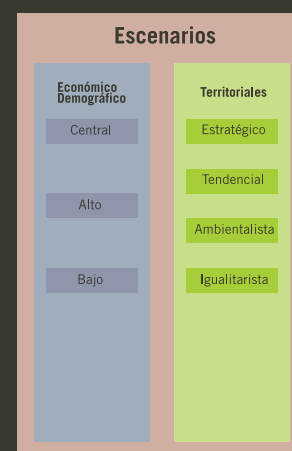 Escenarios
Económico
Demográfico
Central
Alto
Bajo
Territoriales
Estratégico
Tendencial
Ambientalista
Igualitarista